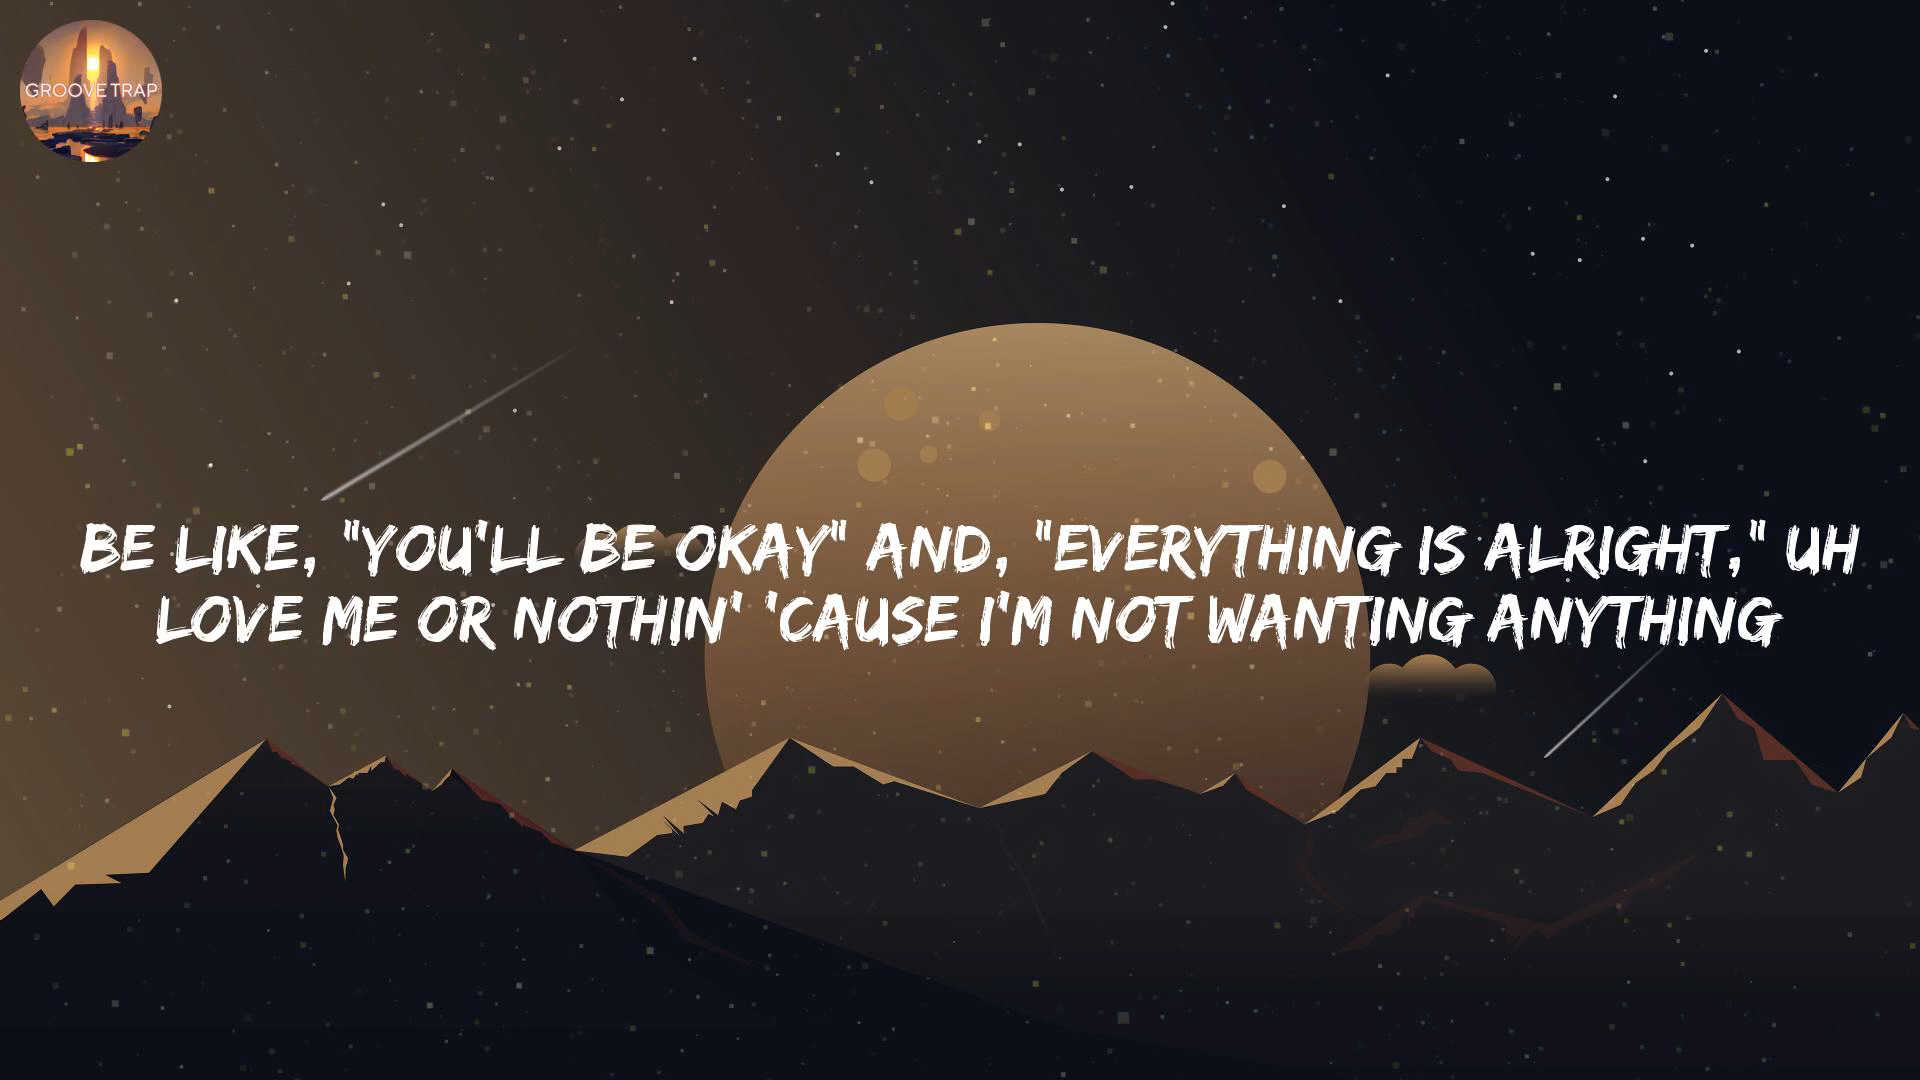 GROOVE TRAP
BE LIKE, "YOU'LL BE OKAY" AND, "EVERYTHING IS ALRIGHT," UH
LOVE ME OR NOTHIN' 'CAUSE I'M NOT WANTING ANYTHING